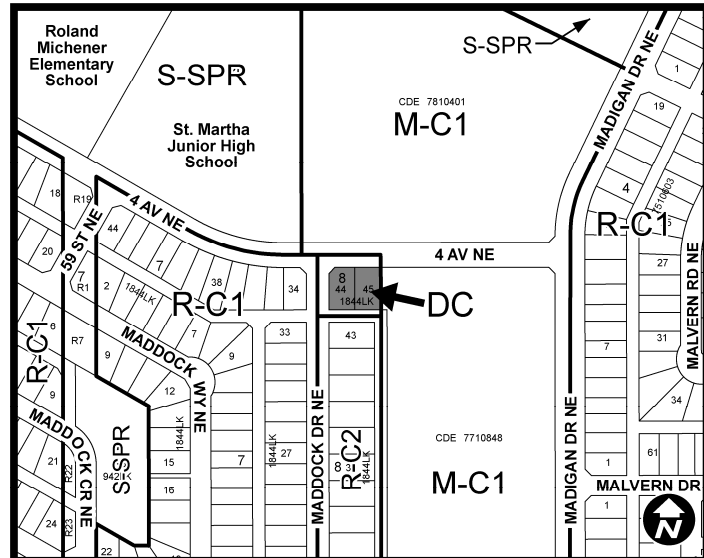 Roland
Michener
Elementary
School
S-SPR
S-SPR
St. Martha
Junior High
School
CDE 7810401
M-C1
MADIGAN DR NE
1
19
4
7510603
R-C1
27
31
34
MALVERN RD NE
18
R19
59 ST NE
4 AV NE
4 AV NE
44
20
7
R1
2
1844LK
7
38
34
R-C1
8
44
45
1844LK
DC
6
R7
MADDOCK WY NE
7
9
33
43
R-C1
9
9
12
MADDOCK CR NE
S-SPR
942LK
1844LK
15
16
7
27
1844LK
MADDOCK DR NE
R-C2
8
3
1844LK
CDE 7710848
M-C1
MADIGAN DR NE
7
1
61
MALVERN DR
1
21
R22
24
R23
22
N